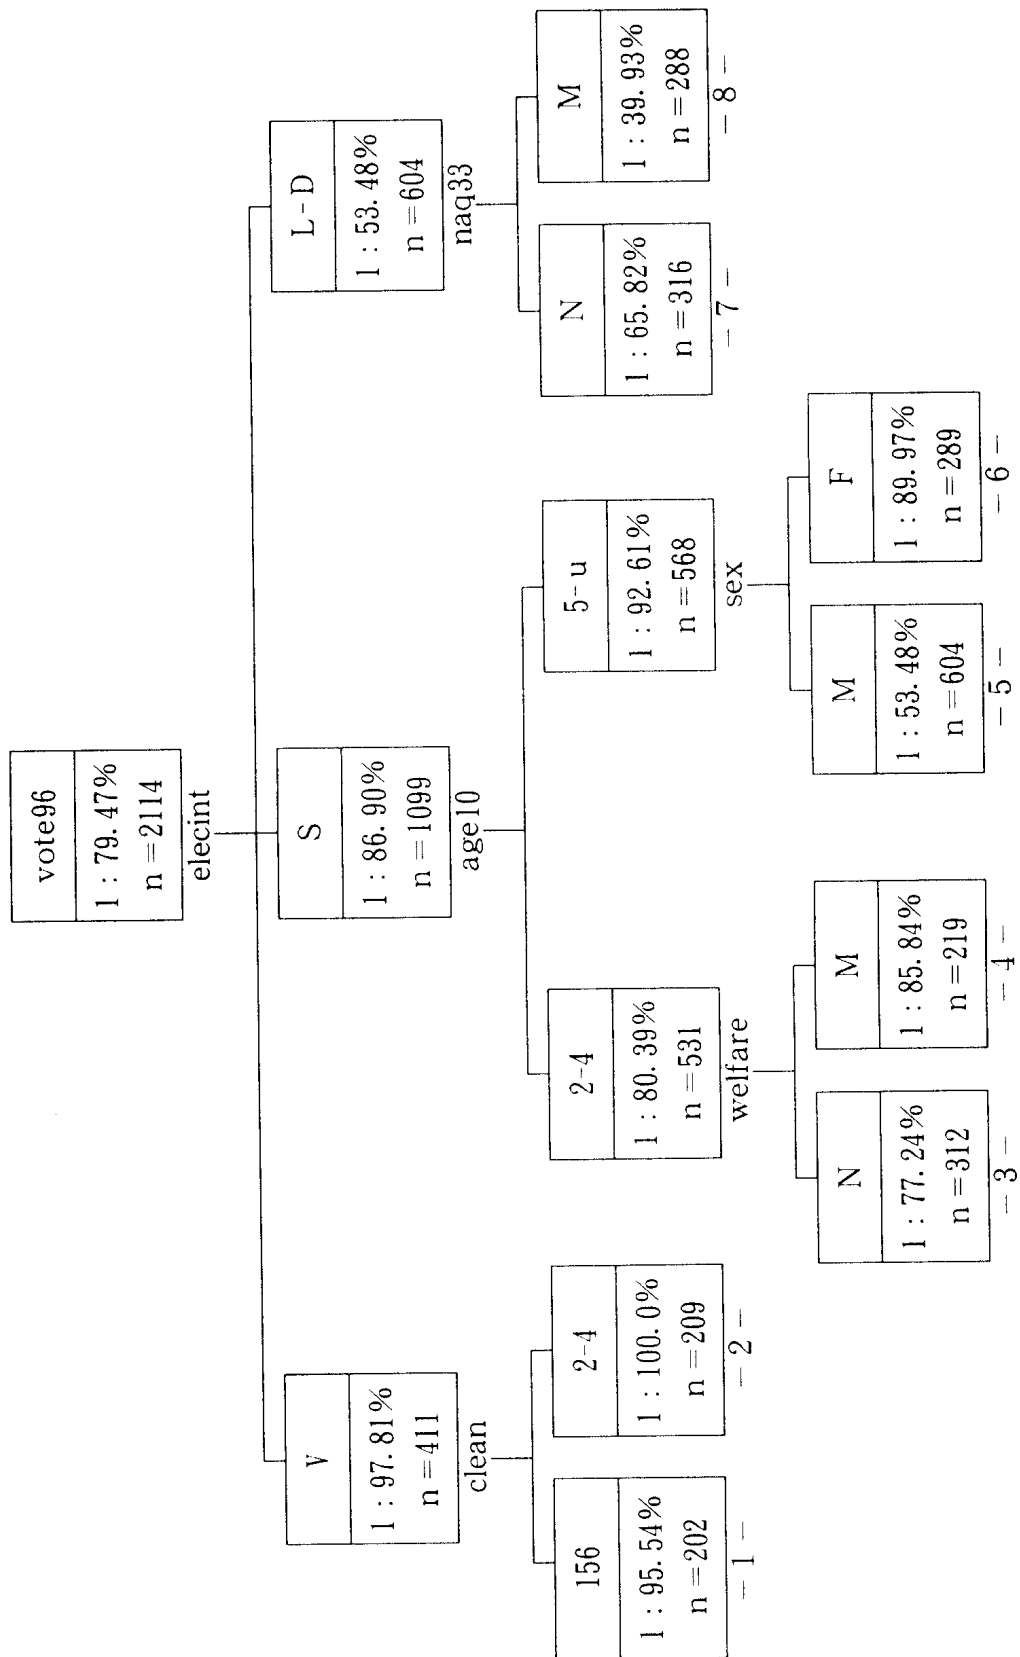 vote96
1 : 79.47%
n=2114
elecint
V
1 : 97.81%
n=411
clean
S
1 : 86.90%
n=1099
age10
L-D
1 : 53.48%
n=604
naq33
156
1 : 95.54%
n=202
- 1 -
2-4
1 : 100.0%
n=209
- 2 -
2-4
1 : 80.39%
n=531
welfare
5-u
1 : 92.61%
n=568
sex
N
1 : 65.82%
n=316
- 7 -
M
1 : 39.93%
n=288
- 8 -
N
1 : 77.24%
n=312
- 3 -
M
1 : 85.84%
n=219
- 4 -
M
1 : 53.48%
n=604
- 5 -
F
1 : 89.97%
n=289
- 6 -